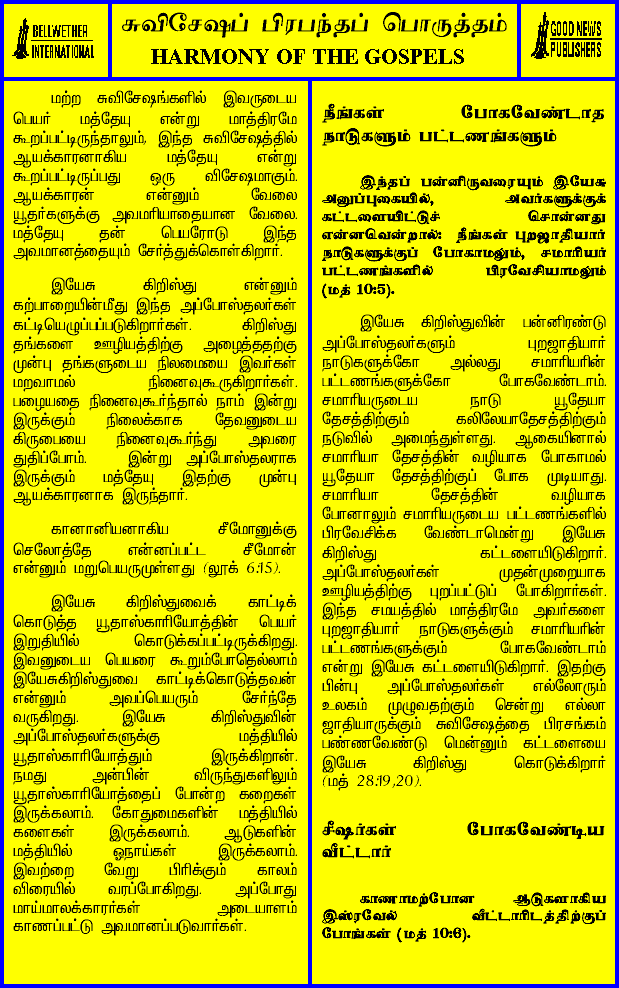 BELLWETHER
INTERNATIONAL
சுவிசேஷப் பிரபந்தப் பொருத்தம்
HARMONY OF THE GOSPELS
GOOD NEWS
PUBLISHERS
மற்ற சுவிசேஷங்களில் இவருடைய
பெயர் மத்தேயு என்று மாத்திரமே
கூறப்பட்டிருந்தாலும், இந்த சுவிசேஷத்தில்
ஆயக்காரனாகிய மத்தேயு என்று
கூறப்பட்டிருப்பது ஒரு விசேஷமாகும்.
ஆயக்காரன் என்னும் வேலை
யூதர்களுக்கு அவமரியாதையான வேலை.
மத்தேயு தன் பெயரோடு இந்த
அவமானத்தையும் சேர்த்துக்கொள்கிறார்.
இயேசு கிறிஸ்து என்னும்
கற்பாறையின்மீது இந்த அப்போஸ்தலர்கள்
கட்டியெழுப்பப்படுகிறார்கள். கிறிஸ்து
தங்களை ஊழியத்திற்கு அழைத்ததற்கு
முன்பு தங்களுடைய நிலமையை இவர்கள்
மறவாமல் நினைவுகூருகிறார்கள்.
பழையதை நினைவுகூர்ந்தால் நாம் இன்று
இருக்கும் நிலைக்காக தேவனுடைய
கிருபையை நினைவுகூர்ந்து அவரை
துதிப்போம். இன்று அப்போஸ்தலராக
இருக்கும் மத்தேயு இதற்கு முன்பு
ஆயக்காரனாக இருந்தார்.
கானானியனாகிய சீமோனுக்கு
செலோத்தே என்னப்பட்ட சீமோன்
என்னும் மறுபெயருமுள்ளது (லூக் 6:15).
இயேசு கிறிஸ்துவைக் காட்டிக்
கொடுத்த யூதாஸ்காரியோத்தின் பெயர்
இறுதியில் கொடுக்கப்பட்டிருக்கிறது.
இவனுடைய பெயரை கூறும்போதெல்லாம்
இயேசுகிறிஸ்துவை காட்டிக்கொடுத்தவன்
என்னும் அவப்பெயரும் சேர்ந்தே
வருகிறது. இயேசு கிறிஸ்துவின்
அப்போஸ்தலர்களுக்கு மத்தியில்
யூதாஸ்காரியோத்தும் இருக்கிறான்.
நமது அன்பின் விருந்துகளிலும்
யூதாஸ்காரியோத்தைப் போன்ற கறைகள்
இருக்கலாம். கோதுமைகளின் மத்தியில்
களைகள் இருக்கலாம். ஆடுகளின்
மத்தியில் ஓநாய்கள் இருக்கலாம்.
இவற்றை வேறு பிரிக்கும் காலம்
விரையில் வரப்போகிறது. அப்போது
மாய்மாலக்காரர்கள் அடையாளம்
காணப்பட்டு அவமானப்படுவார்கள்.
நீங்கள் போகவேண்டாத
நாடுகளும் பட்டணங்களும்
இந்தப் பன்னிருவரையும் இயேசு
அனுப்புகையில், அவர்களுக்குக்
கட்டளையிட்டுச் சொன்னது
என்னவென்றால்: நீங்கள் புறஜாதியார்
நாடுகளுக்குப் போகாமலும், சமாரியர்
பட்டணங்களில் பிரவேசியாமலும்
(மத் 10:5).
இயேசு கிறிஸ்துவின் பன்னிரண்டு
அப்போஸ்தலர்களும் புறஜாதியார்
நாடுகளுக்கோ அல்லது சமாரியரின்
பட்டணங்களுக்கோ போகவேண்டாம்.
சமாரியருடைய நாடு யூதேயா
தேசத்திற்கும் கலிலேயாதேசத்திற்கும்
நடுவில் அமைந்துள்ளது. ஆகையினால்
சமாரியா தேசத்தின் வழியாக போகாமல்
யூதேயா தேசத்திற்குப் போக முடியாது.
சமாரியா தேசத்தின் வழியாக
போனாலும் சமாரியருடைய பட்டணங்களில்
பிரவேசிக்க வேண்டாமென்று இயேசு
கிறிஸ்து கட்டளையிடுகிறார்.
அப்போஸ்தலர்கள் முதன்முறையாக
ஊழியத்திற்கு புறப்பட்டுப் போகிறார்கள்.
இந்த சமயத்தில் மாத்திரமே அவர்களை
புறஜாதியார் நாடுகளுக்கும் சமாரியரின்
பட்டணங்களுக்கும் போகவேண்டாம்
என்று இயேசு கட்டளையிடுகிறார். இதற்கு
பின்பு அப்போஸ்தலர்கள் எல்லோரும்
உலகம் முழுவதற்கும் சென்று எல்லா
ஜாதியாருக்கும் சுவிசேஷத்தை பிரசங்கம்
பண்ணவேண்டு மென்னும் கட்டளையை
இயேசு கிறிஸ்து கொடுக்கிறார்
(மத் 28:19,20).
சீஷர்கள் போகவேண்டிய
வீட்டார்
காணாமற்போன ஆடுகளாகிய
இஸ்ரவேல் வீட்டாரிடத்திற்குப்
போங்கள் (மத் 10:6).